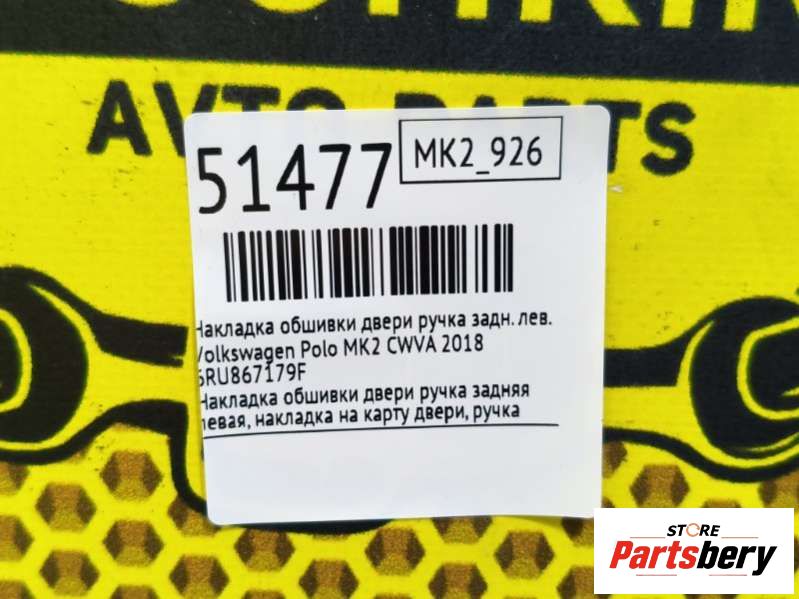 AVTO PARTS
51477
MK2_926
Накладка обшивки двери ручка задн. лев.
Volkswagen Polo MK2 CWVA 2018
6RU867179F
Накладка обшивки двери ручка задняя
левая, накладка на карту двери, ручка
STORE
Partsbery